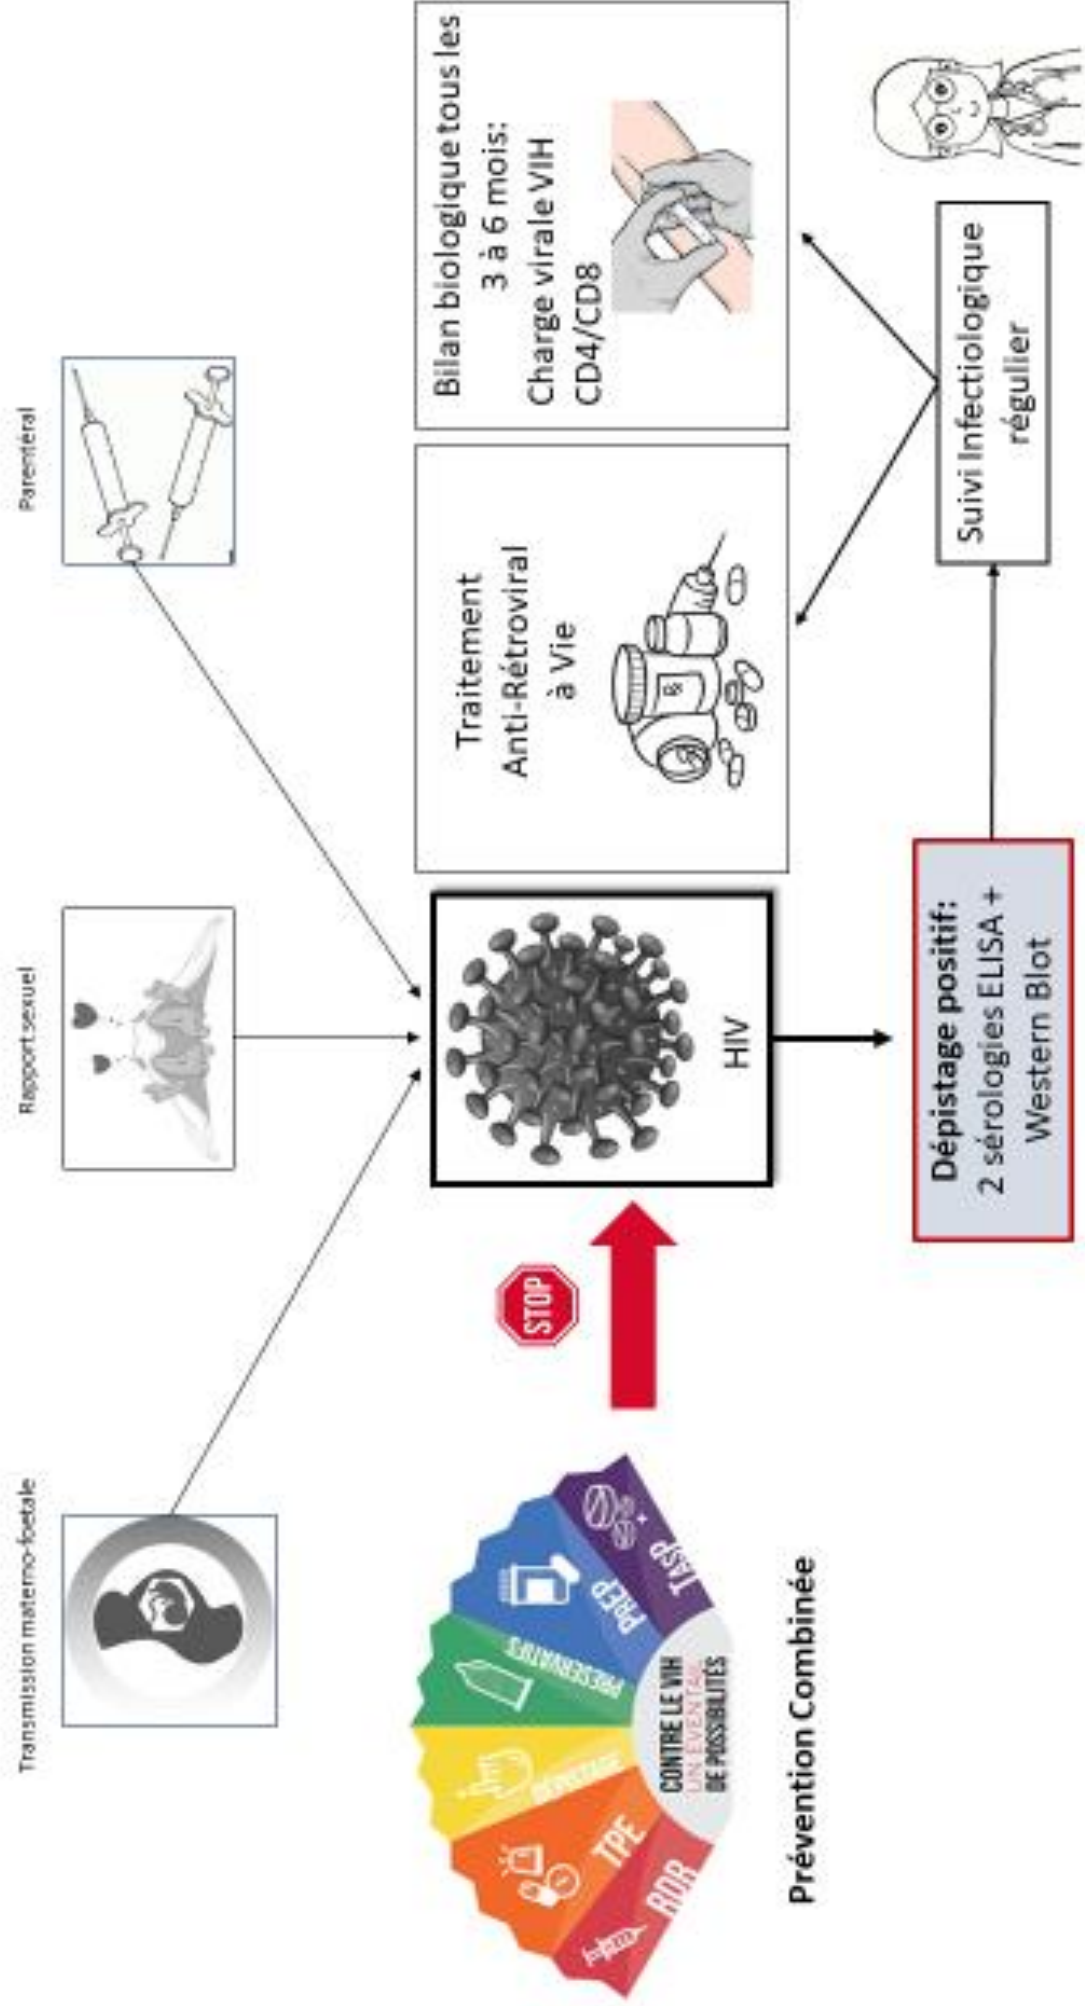 Transmission materno-foetale
Rapport sexuel
Parentéral
RDR
TPE
DÉPISTAGE
PRÉSERVATIFS
PREP
TASP
CONTRE LE VIH
UN ÉVENTAIL
DE POSSIBILITÉS
Prévention Combinée
STOP
HIV
Traitement
Anti-Rétroviral
à Vie
Bilan biologique tous les
3 à 6 mois:
Charge virale VIH
CD4/CD8
Dépistage positif:
2 sérologies ELISA +
Western Blot
Suivi Infectiologique
régulier